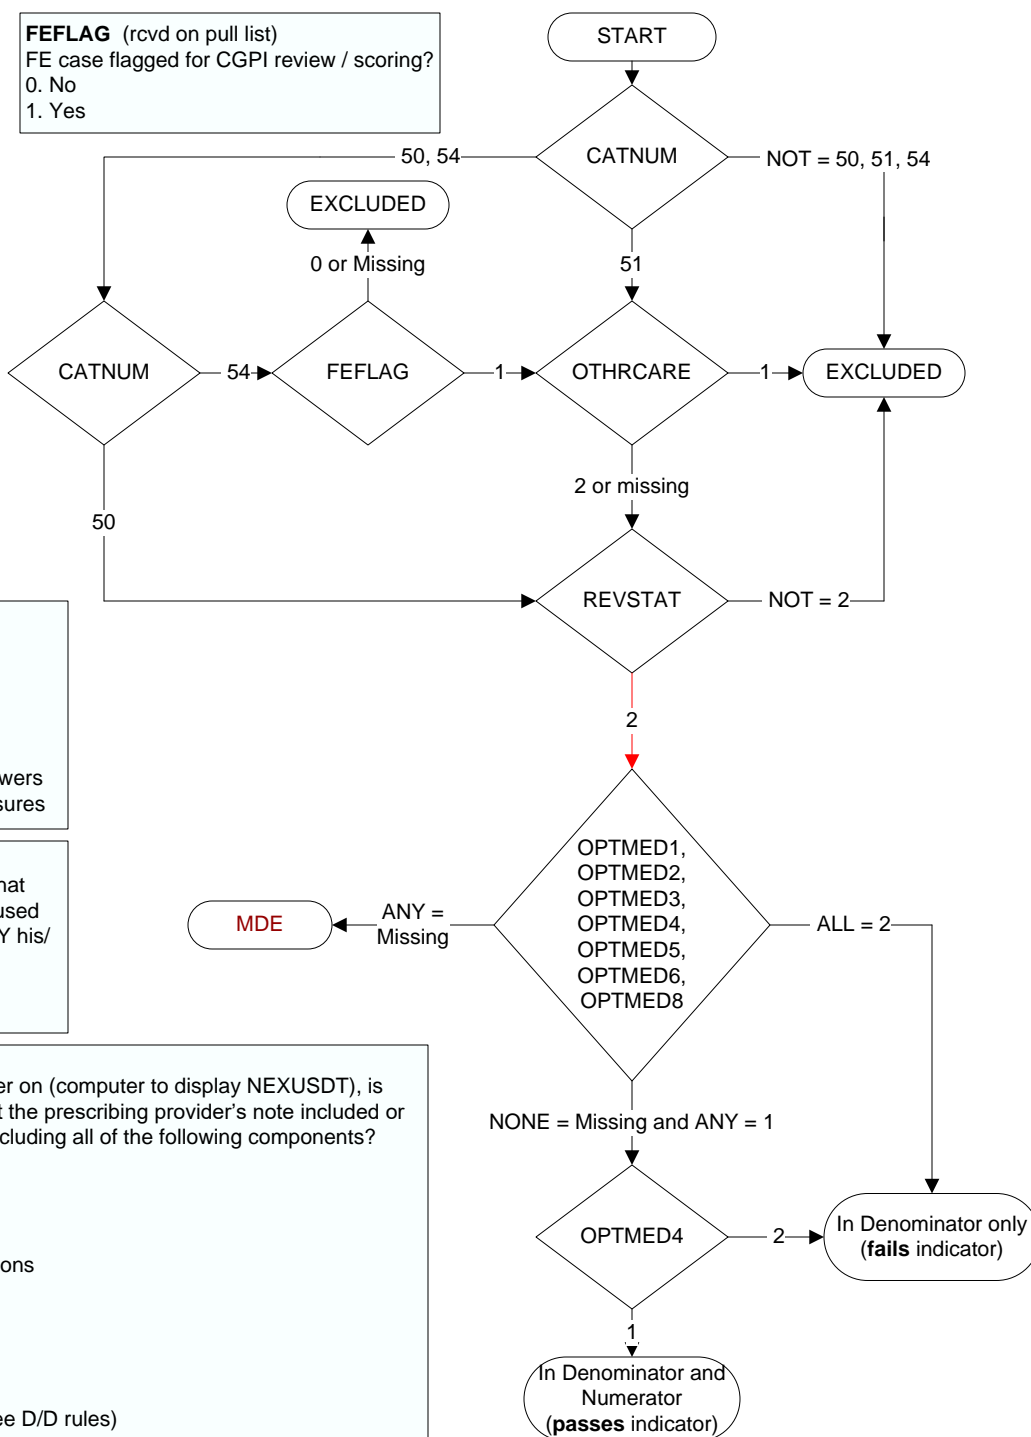 FEFLAG (rcvd on pull list)
FE case flagged for CGPI review / scoring?
0. No
1. Yes
START
CATNUM
50, 54
NOT = 50, 51, 54
EXCLUDED
0 or Missing
51
CATNUM
54
FEFLAG
1
OTHRCARE
1
EXCLUDED
2 or missing
50
REVSTAT
NOT = 2
2
wers
sures
hat
used
Y his/
OPTMED1,
OPTMED2,
OPTMED3,
OPTMED4,
OPTMED5,
OPTMED6,
OPTMED8
MDE
ANY =
Missing
ALL = 2
er on (computer to display NEXUSDT), is
t the prescribing provider's note included or
cluding all of the following components?
ons
ee D/D rules)
NONE = Missing and ANY = 1
OPTMED4
2
In Denominator only
(fails indicator)
1
In Denominator and
Numerator
(passes indicator)